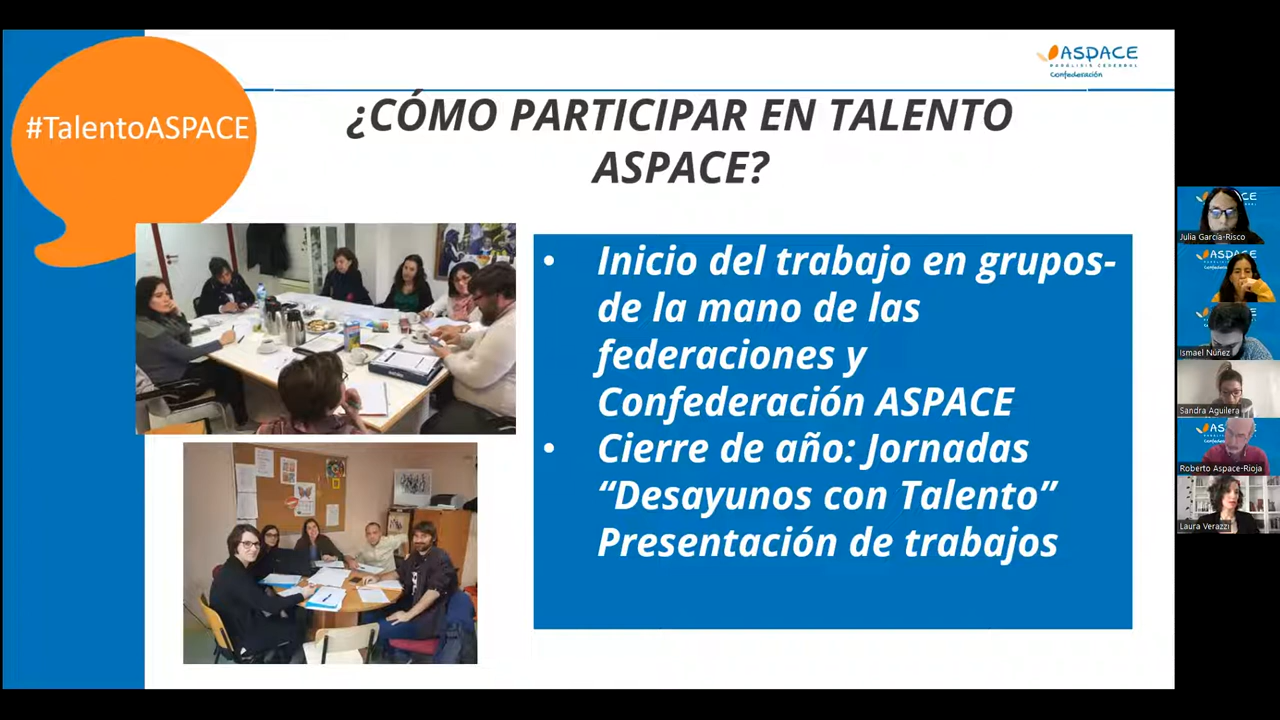 #TalentoASPACE
ASPACE
PARÁLISIS CEREBRAL
Confederación
¿CÓMO PARTICIPAR EN TALENTO
ASPACE?
• Inicio del trabajo en grupos-
de la mano de las
federaciones y
Confederación ASPACE
• Cierre de año: Jornadas
“Desayunos con Talento”
Presentación de trabajos
Julia García-Risco
Ismael Núñez
Sandra Aguilera
Roberto Aspace-Rioja
Laura Verazzi